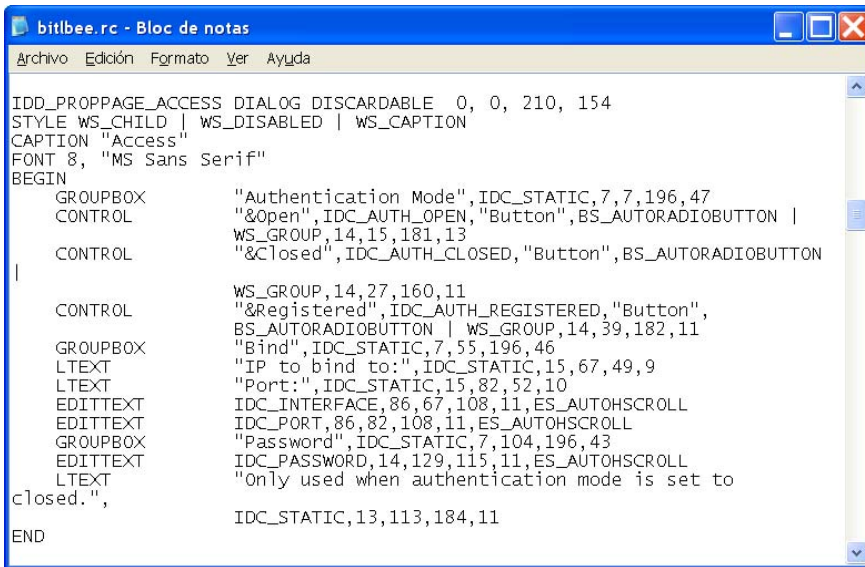 bitlbee.rc - Bloc de notas
Archivo Edición Formato Ver Ayuda
IDD_PROPPAGE_ACCESS DIALOG DISCARDABLE  0, 0, 210, 154
STYLE WS_CHILD | WS_DISABLED | WS_CAPTION
CAPTION "Access"
FONT 8, "MS Sans Serif"
BEGIN
    GROUPBOX        "Authentication Mode",IDC_STATIC,7,7,196,47
    CONTROL         "&Open",IDC_AUTH_OPEN,"Button",BS_AUTORADIOBUTTON |
                    WS_GROUP,14,15,181,13
    CONTROL         "&Closed",IDC_AUTH_CLOSED,"Button",BS_AUTORADIOBUTTON
|
                    WS_GROUP,14,27,160,11
    CONTROL         "&Registered",IDC_AUTH_REGISTERED,"Button",
                    BS_AUTORADIOBUTTON | WS_GROUP,14,39,182,11
    GROUPBOX        "Bind",IDC_STATIC,7,55,196,46
    LTEXT           "IP to bind to:",IDC_STATIC,15,67,49,9
    LTEXT           "Port:",IDC_STATIC,15,82,52,10
    EDITTEXT        IDC_INTERFACE,86,67,108,11,ES_AUTOHSCROLL
    EDITTEXT        IDC_PORT,86,82,108,11,ES_AUTOHSCROLL
    GROUPBOX        "Password",IDC_STATIC,7,104,196,43
    EDITTEXT        IDC_PASSWORD,14,129,115,11,ES_AUTOHSCROLL
    LTEXT           "Only used when authentication mode is set to
closed.",
                    IDC_STATIC,13,113,184,11
END